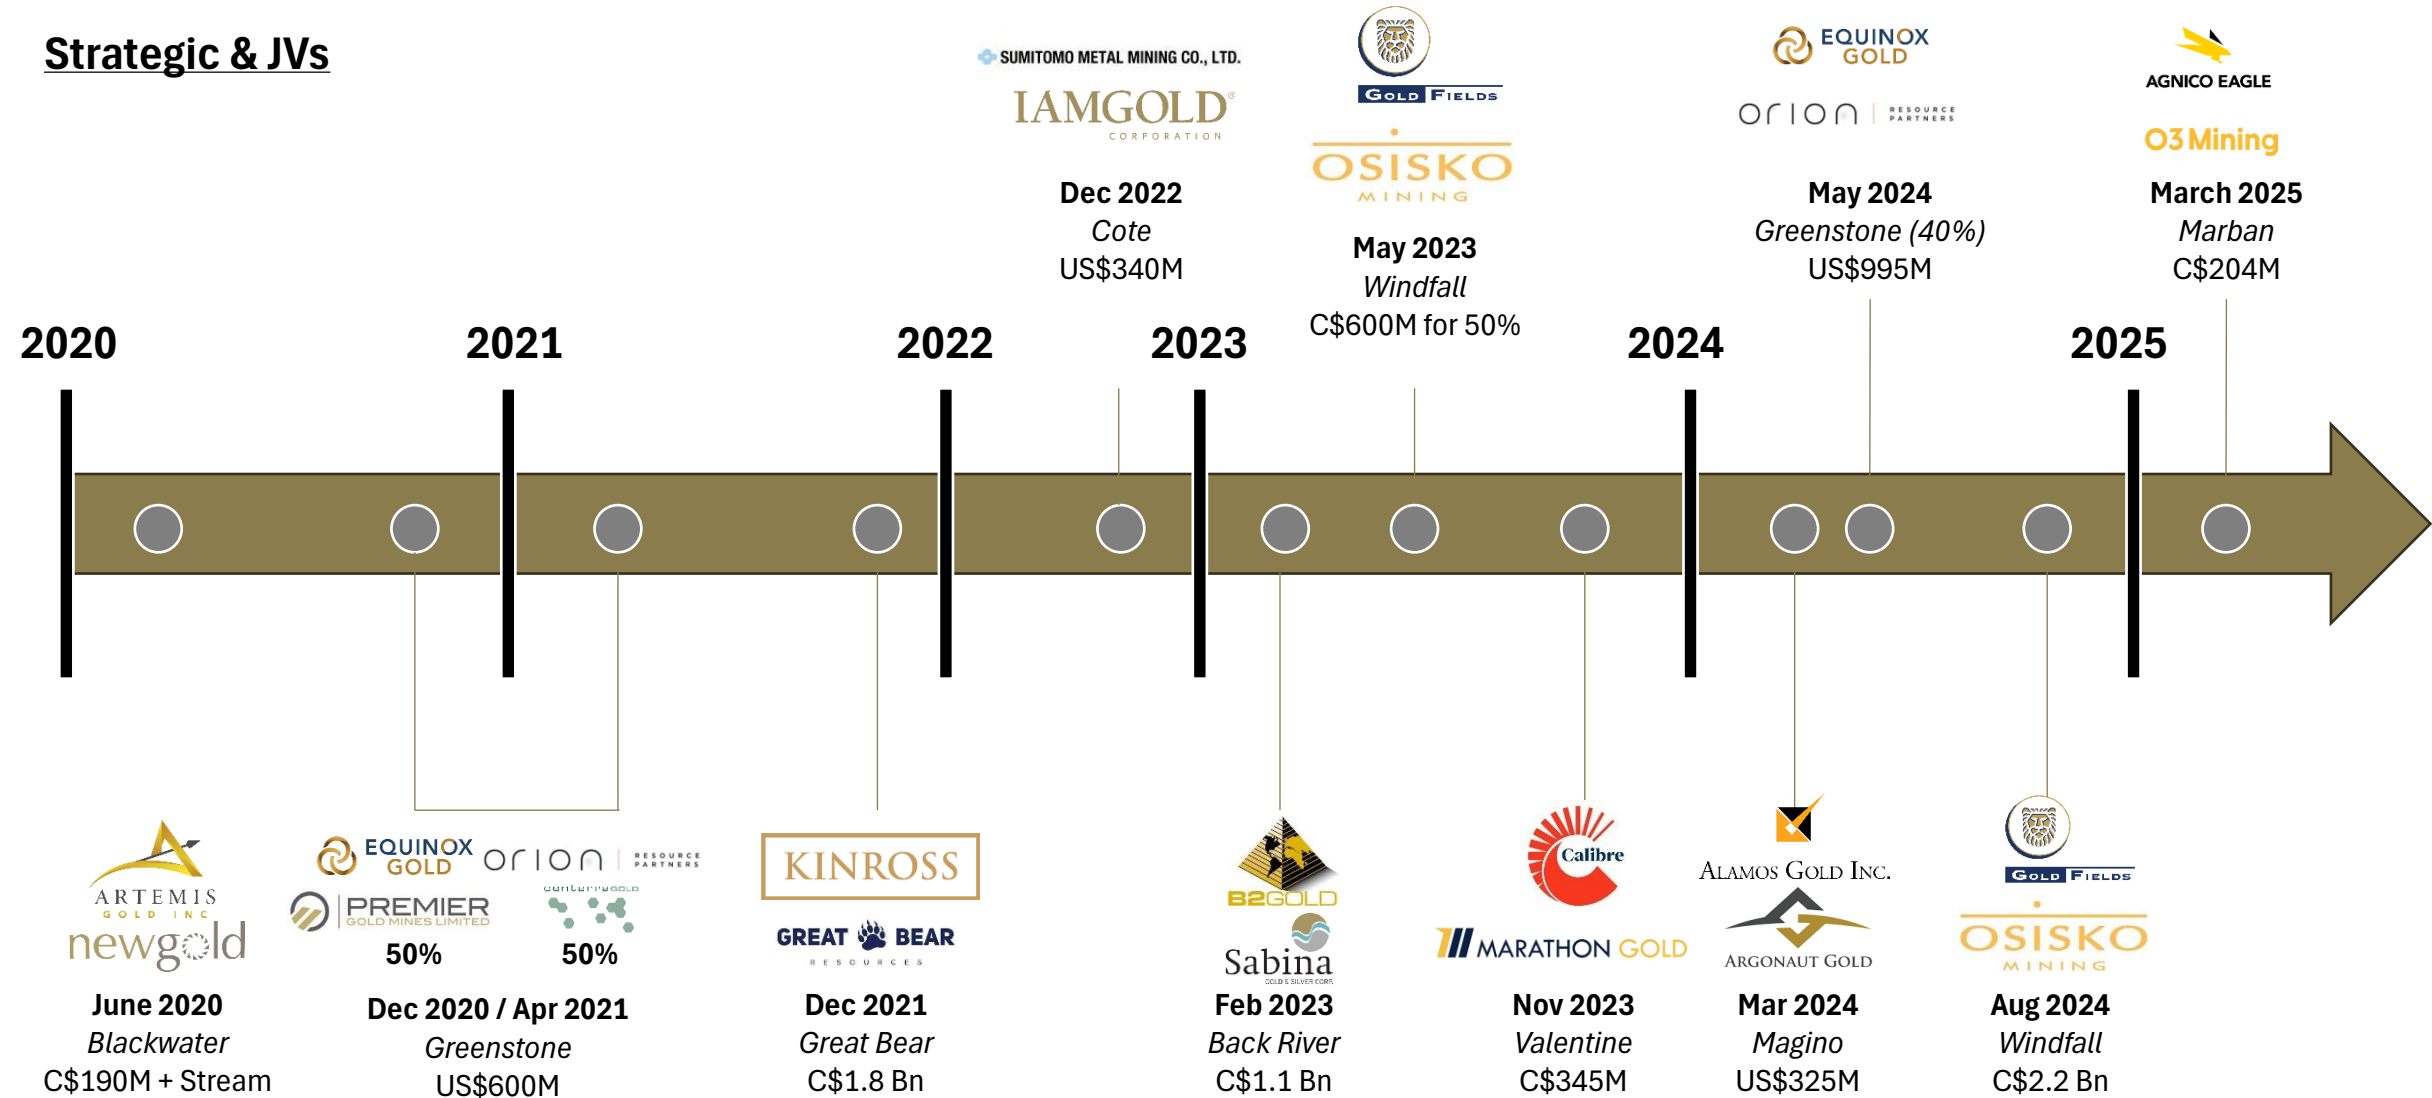 Strategic & JVs
SUMITOMO METAL MINING CO., LTD.
IAMGOLD®
CORPORATION
Dec 2022
Cote
US$340M
GOLD FIELDS
OSISKO
MINING
May 2023
Windfall
C$600M for 50%
EQUINOX
GOLD
orion | RESOURCE
PARTNERS
May 2024
Greenstone (40%)
US$995M
AGNICO EAGLE
O3 Mining
March 2025
Marban
C$204M
2020
2021
2022
2023
2024
2025
ARTEMIS
GOLD INC
newgold
June 2020
Blackwater
C$190M + Stream
EQUINOX
GOLD
orion | RESOURCE
PARTNERS
PREMIER
GOLD MINES LIMITED
centerra GOLD
50%
50%
Dec 2020 / Apr 2021
Greenstone
US$600M
KINROSS
GREAT BEAR
RESOURCES
Dec 2021
Great Bear
C$1.8 Bn
B2GOLD
Sabina
GOLD & SILVER CORP.
Feb 2023
Back River
C$1.1 Bn
Calibre
MARATHON GOLD
Nov 2023
Valentine
C$345M
ALAMOS GOLD INC.
ARGONAUT GOLD
Mar 2024
Magino
US$325M
GOLD FIELDS
OSISKO
MINING
Aug 2024
Windfall
C$2.2 Bn